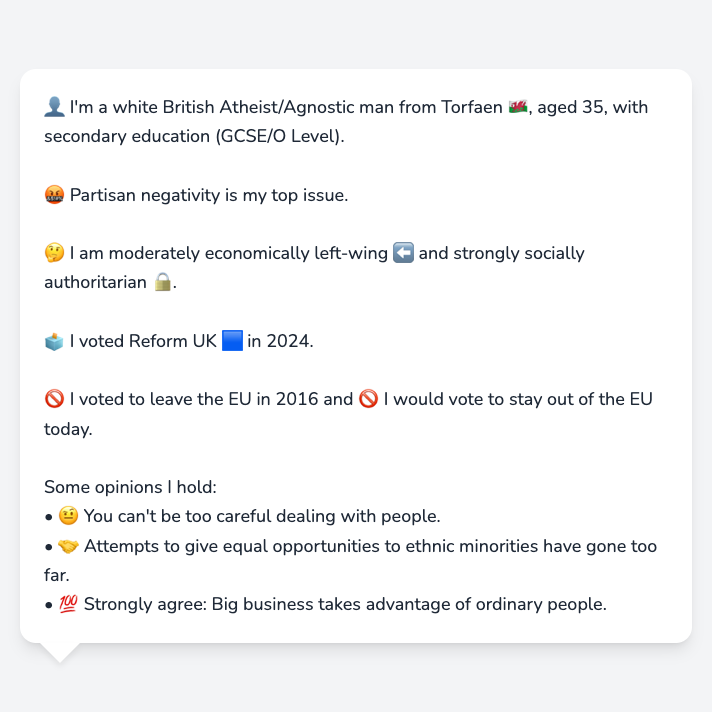 👤 I'm a white British Atheist/Agnostic man from Torfaen 🏴󠁧󠁢󠁷󠁬󠁳󠁿, aged 35, with
secondary education (GCSE/O Level).
🤬 Partisan negativity is my top issue.
🤔 I am moderately economically left-wing ⬅️ and strongly socially
authoritarian 🔒.
🗳️ I voted Reform UK 🟦 in 2024.
🚫 I voted to leave the EU in 2016 and 🚫 I would vote to stay out of the EU
today.
Some opinions I hold:
• 🤨 You can't be too careful dealing with people.
• 🤝 Attempts to give equal opportunities to ethnic minorities have gone too
far.
• 💯 Strongly agree: Big business takes advantage of ordinary people.